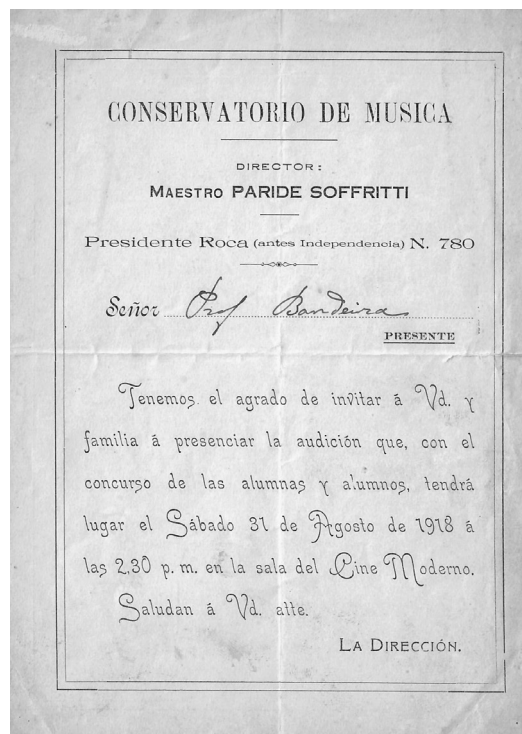 CONSERVATORIO DE MUSICA
DIRECTOR:
MAESTRO PARIDE SOFFRITTI
Presidente Roca (antes Independencia) N. 780
Señor Prof Bandeira
PRESENTE
Tenemos el agrado de invitar á Vd. y
familia á presenciar la audición que, con el
concurso de las alumnas y alumnos, tendrá
lugar el Sábado 31 de Agosto de 1918 á
las 2,30 p. m. en la sala del Cine Moderno.
Saludan á Vd. atte.
LA DIRECCIÓN.